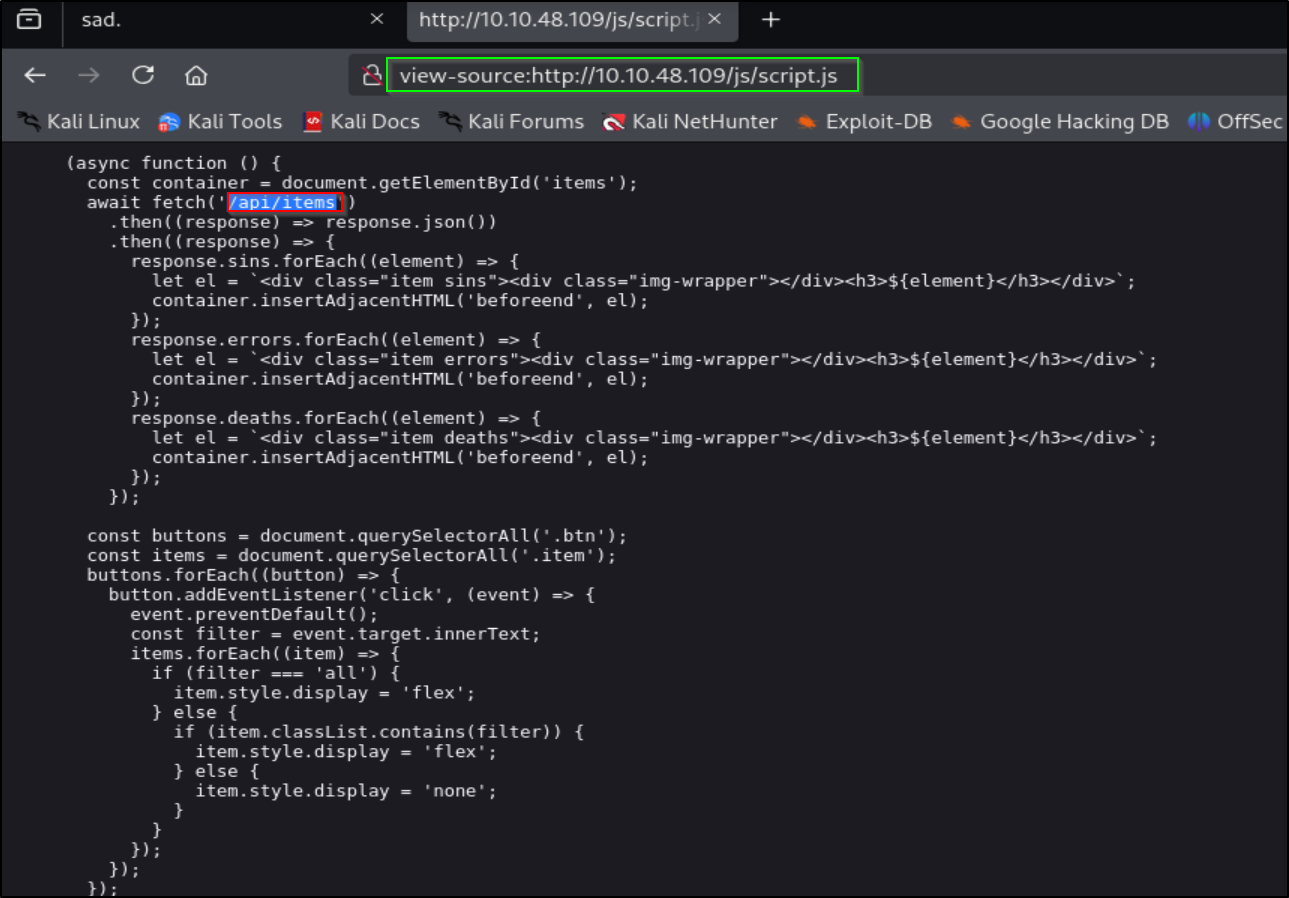 sad.
http://10.10.48.109/js/script.j
view-source:http://10.10.48.109/js/script.js
Kali Linux Kali Tools Kali Docs Kali Forums Kali NetHunter Exploit-DB Google Hacking DB OffSec
(async function () {
  const container = document.getElementById('items');
  await fetch('/api/items')
    .then((response) => response.json())
    .then((response) => {
      response.sins.forEach((element) => {
        let el = `<div class="item sins"><div class="img-wrapper"></div><h3>${element}</h3></div>`;
        container.insertAdjacentHTML('beforeend', el);
      });
      response.errors.forEach((element) => {
        let el = `<div class="item errors"><div class="img-wrapper"></div><h3>${element}</h3></div>`;
        container.insertAdjacentHTML('beforeend', el);
      });
      response.deaths.forEach((element) => {
        let el = `<div class="item deaths"><div class="img-wrapper"></div><h3>${element}</h3></div>`;
        container.insertAdjacentHTML('beforeend', el);
      });
    });
  const buttons = document.querySelectorAll('.btn');
  const items = document.querySelectorAll('.item');
  buttons.forEach((button) => {
    button.addEventListener('click', (event) => {
      event.preventDefault();
      const filter = event.target.innerText;
      items.forEach((item) => {
        if (filter === 'all') {
          item.style.display = 'flex';
        } else {
          if (item.classList.contains(filter)) {
            item.style.display = 'flex';
          } else {
            item.style.display = 'none';
          }
        }
      });
    });
  });